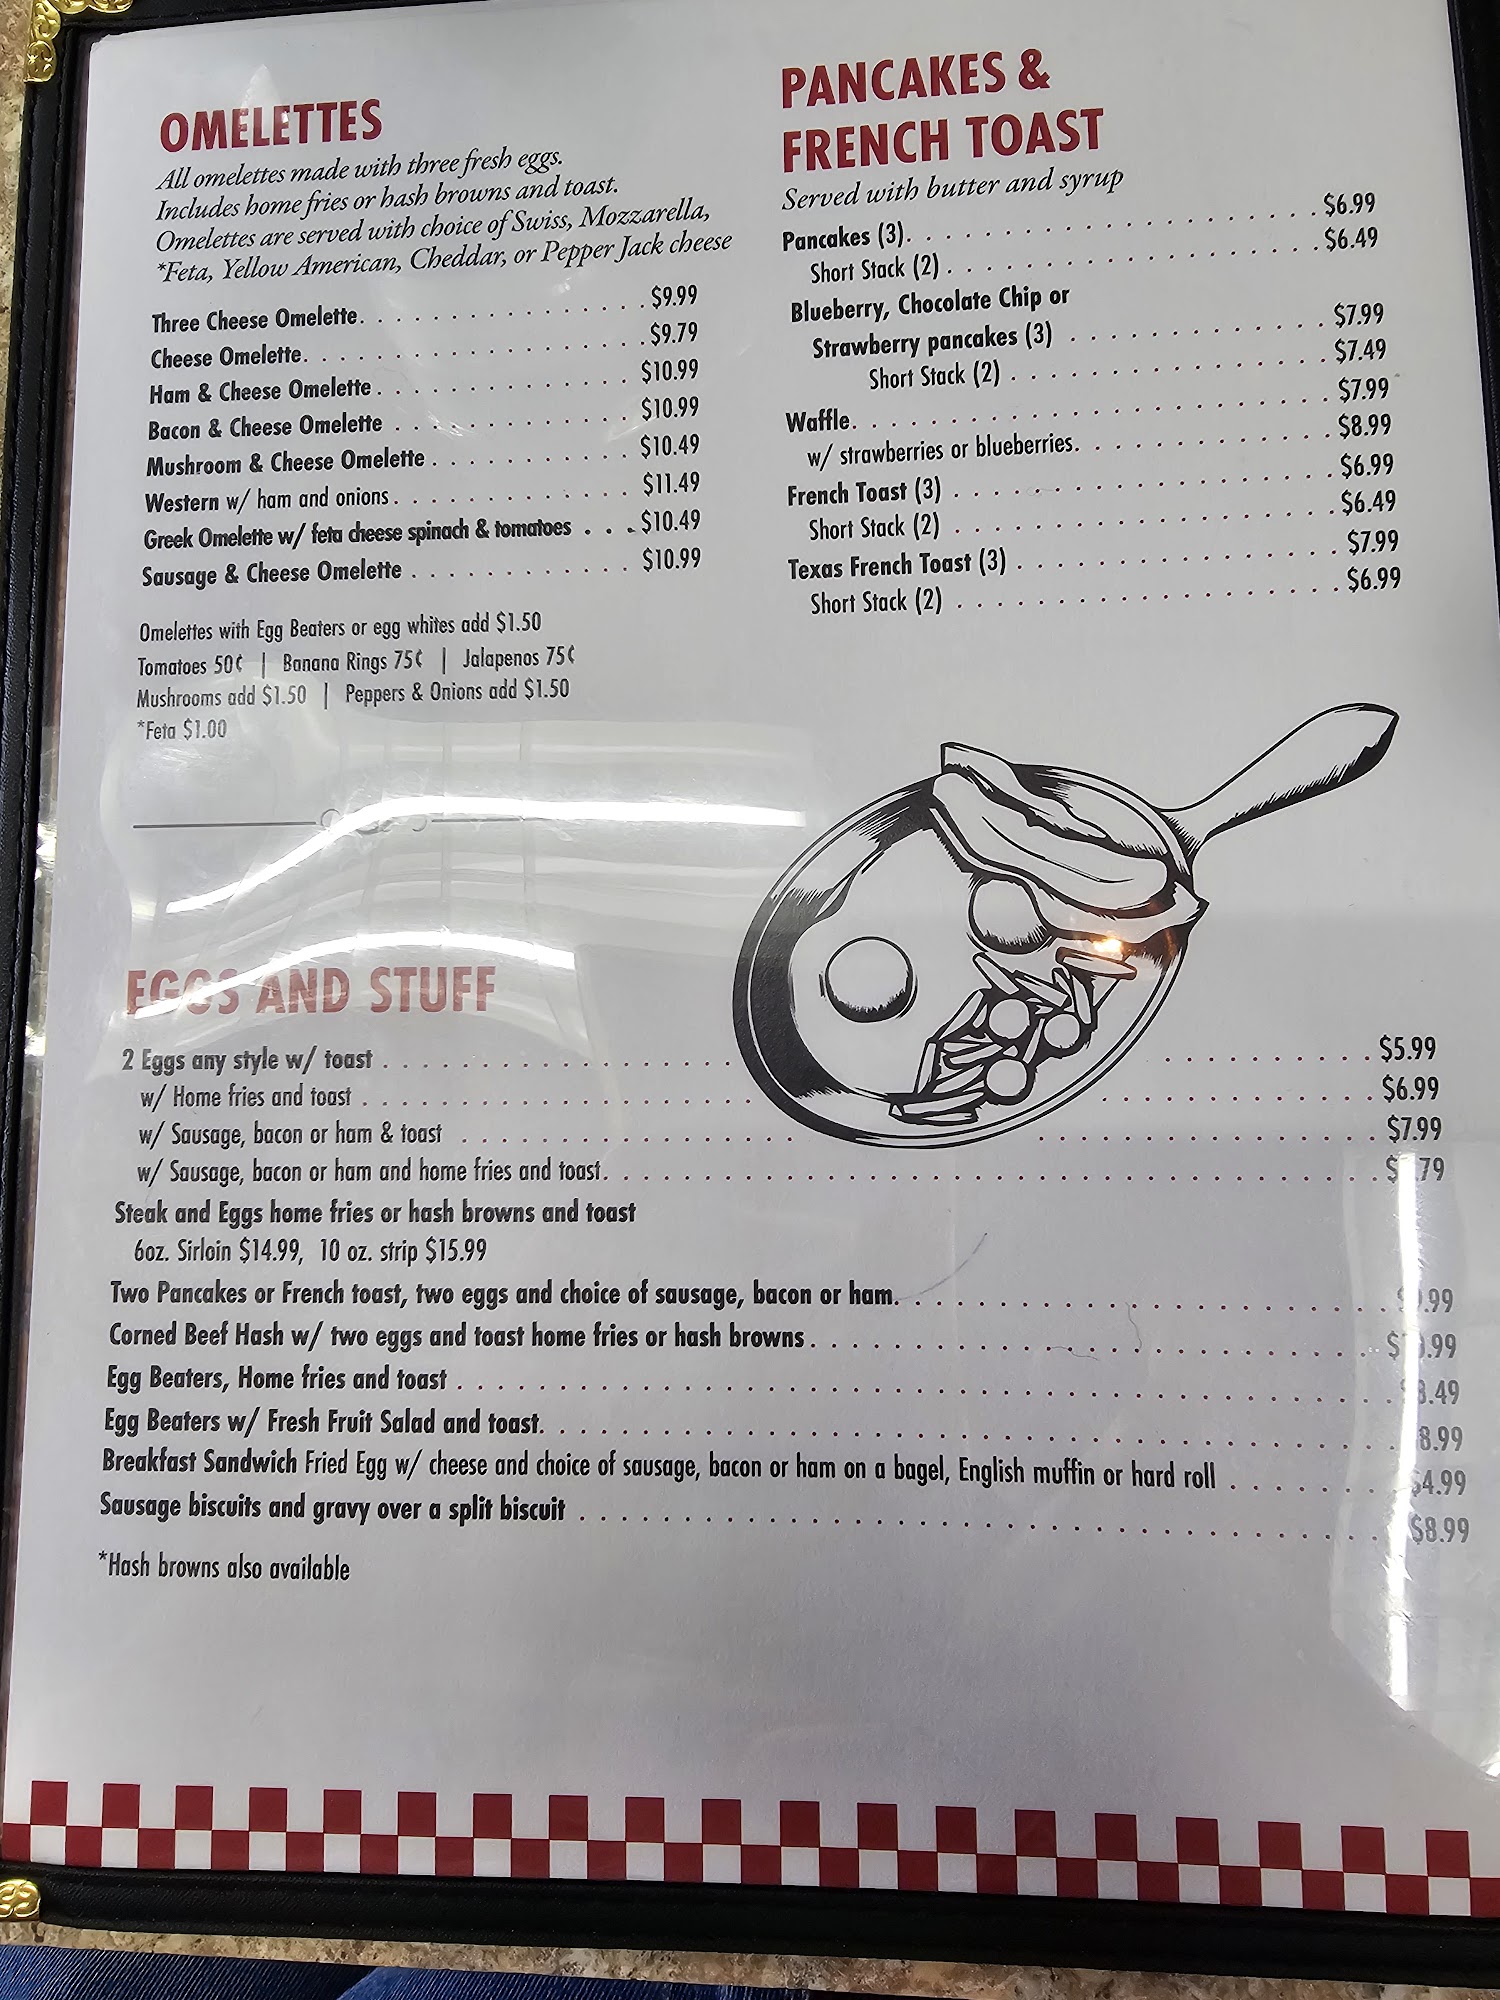 OMELETTES
All omelettes made with three fresh eggs.
Includes home fries or hash browns and toast.
Omelettes are served with choice of Swiss, Mozzarella,
*Feta, Yellow American, Cheddar, or Pepper Jack cheese
Three Cheese Omelette. $9.99
Cheese Omelette. $9.79
Ham & Cheese Omelette $10.99
Bacon & Cheese Omelette $10.99
Mushroom & Cheese Omelette $10.49
Western w/ ham and onions $11.49
Greek Omelette w/ feta cheese spinach & tomatoes $10.49
Sausage & Cheese Omelette $10.99
Omelettes with Egg Beaters or egg whites add $1.50
Tomatoes 50¢ | Banana Rings 75¢ | Jalapenos 75¢
Mushrooms add $1.50 | Peppers & Onions add $1.50
*Feta $1.00
PANCAKES &
FRENCH TOAST
Served with butter and syrup
Pancakes (3). $6.99
Short Stack (2) $6.49
Blueberry, Chocolate Chip or
Strawberry pancakes (3) $7.99
Short Stack (2) $7.49
Waffle. $7.99
w/ strawberries or blueberries. $8.99
French Toast (3) $6.99
Short Stack (2) $6.49
Texas French Toast (3) $7.99
Short Stack (2) $6.99
EGGS AND STUFF
2 Eggs any style w/ toast $5.99
w/ Home fries and toast $6.99
w/ Sausage, bacon or ham & toast $7.99
w/ Sausage, bacon or ham and home fries and toast.
Steak and Eggs home fries or hash browns and toast
6oz. Sirloin $14.99, 10 oz. strip $15.99
Two Pancakes or French toast, two eggs and choice of sausage, bacon or ham.
Corned Beef Hash w/ two eggs and toast home fries or hash browns
Egg Beaters, Home fries and toast 8.49
Egg Beaters w/ Fresh Fruit Salad and toast. 8.99
Breakfast Sandwich Fried Egg w/ cheese and choice of sausage, bacon or ham on a bagel, English muffin or hard roll $4.99
Sausage biscuits and gravy over a split biscuit $8.99
*Hash browns also available